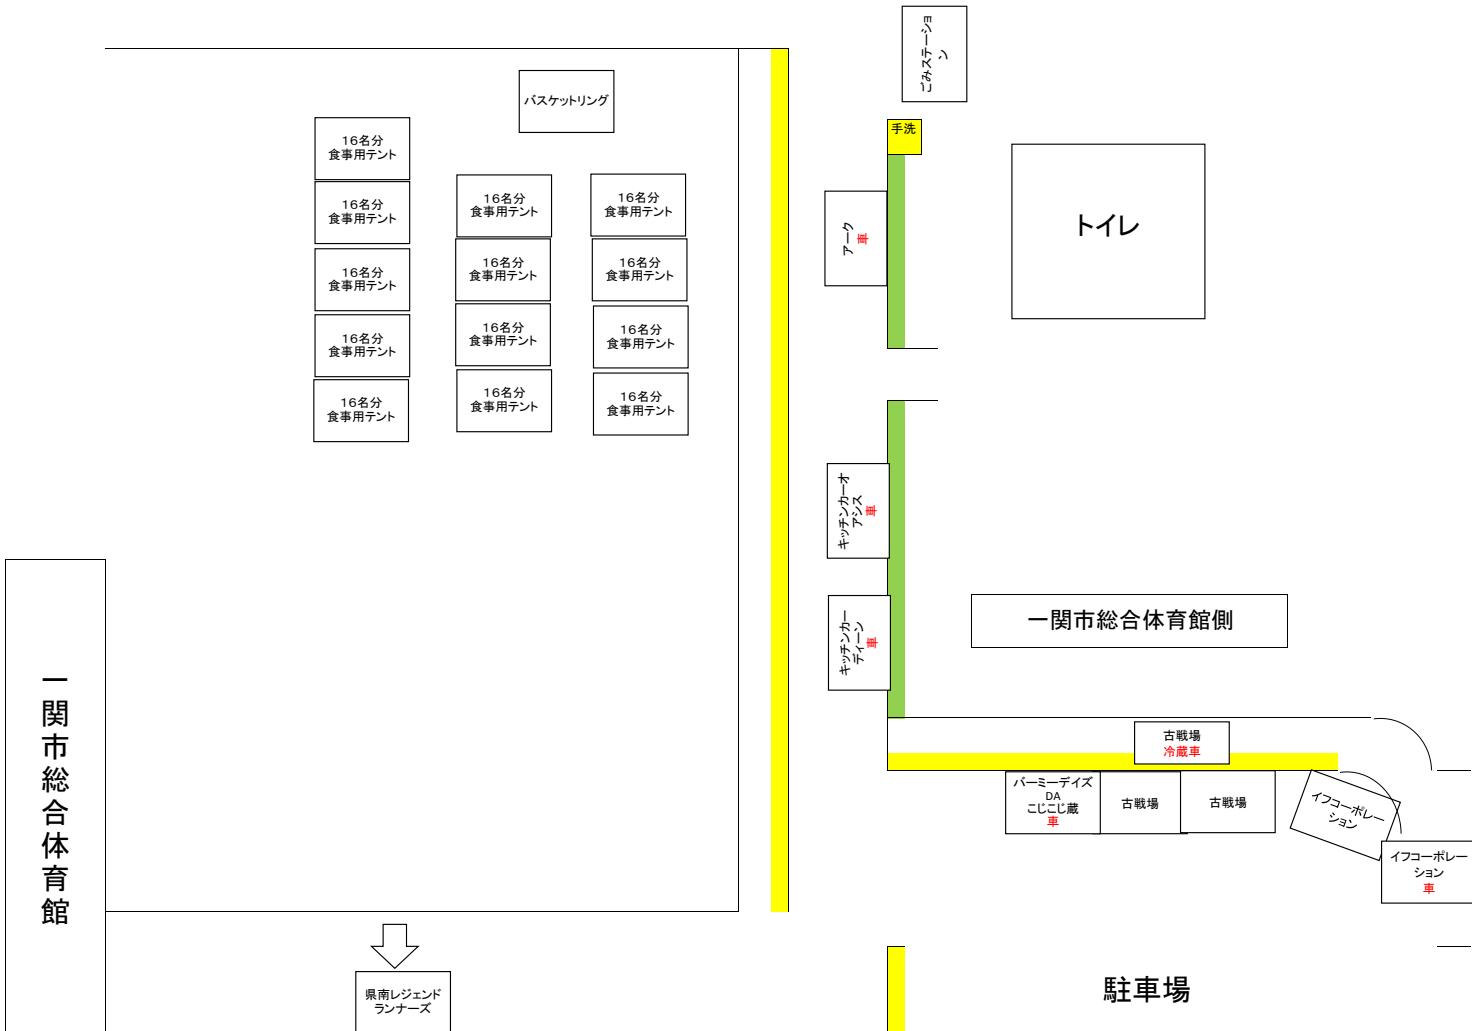 ごみステーショ
ン
バスケットリング
手洗
16名分
食事用テント
16名分
食事用テント
16名分
食事用テント
16名分
食事用テント
16名分
食事用テント
16名分
食事用テント
16名分
食事用テント
16名分
食事用テント
16名分
食事用テント
16名分
食事用テント
16名分
食事用テント
16名分
食事用テント
16名分
食事用テント
アーク
車
トイレ
キッチンカーオ
アシス
車
キッチンカー
ディーン
車
一関市総合体育館側
一関市総合体育館
古戦場
冷蔵車
バーミーデイズ
DA
こじこじ蔵
車
古戦場
古戦場
イフコーポレー
ション
イフコーポレー
ション
車
県南レジェンド
ランナーズ
駐車場